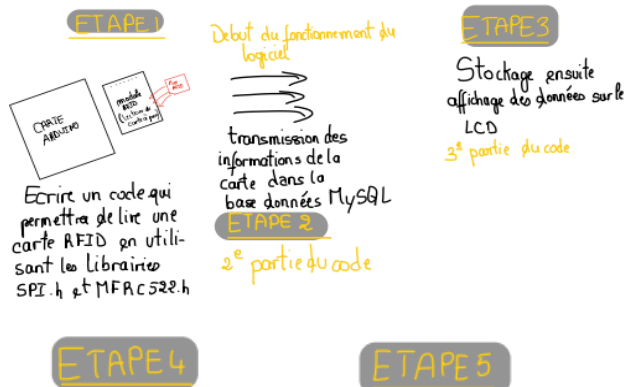 ETAPE1
CARTE
ARDUINO
module
RFID
(lecteur de
carte à puce)
Ecrire un code qui
permettra de lire une
carte RFID en utili-
sant les Librairies
SPI.h et MFRC522.h
Debut du fonctionnement du
logiciel
transmission des
informations de la
carte dans la
base données MySQL
ETAPE 2
2e partie du code
ETAPE3
Stockage ensuite
affichage des données sur le
LCD
3e partie du code
ETAPE4
ETAPE5